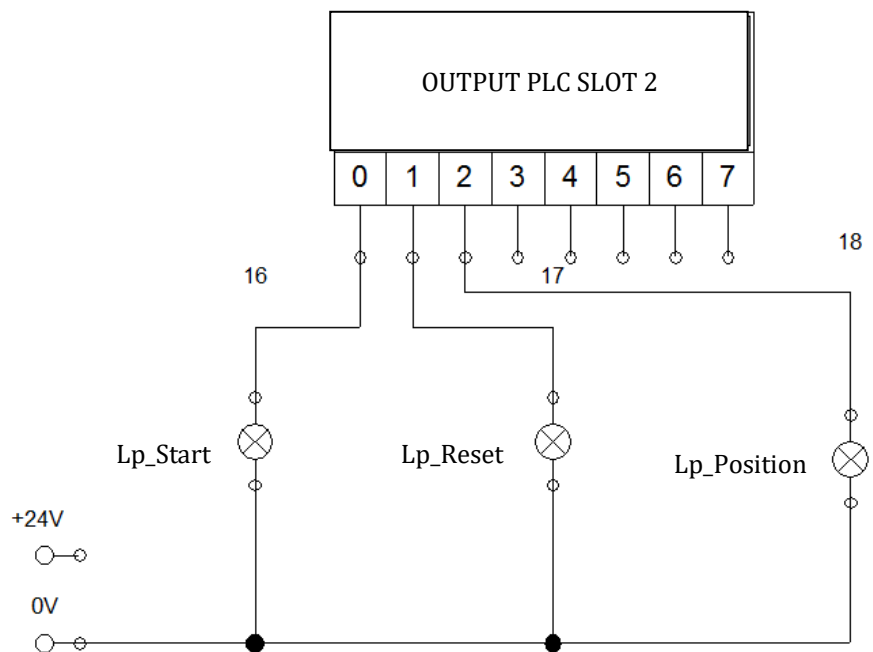 OUTPUT PLC SLOT 2
0 1 2 3 4 5 6 7
18
16
17
Lp_Start
Lp_Reset
Lp_Position
+24V
0V